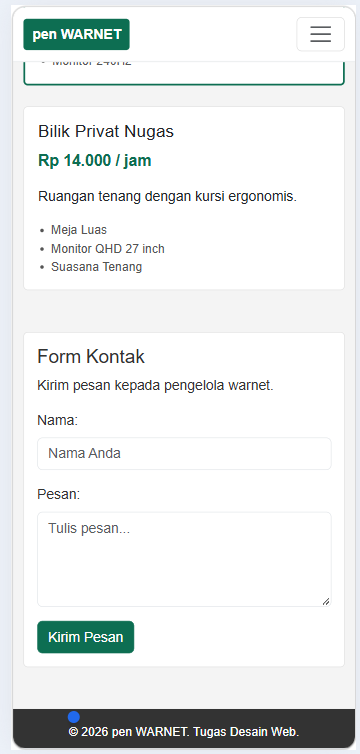 pen WARNET
Monitor 240Hz
Bilik Privat Nugas
Rp 14.000 / jam
Ruangan tenang dengan kursi ergonomis.
• Meja Luas
• Monitor QHD 27 inch
• Suasana Tenang
Form Kontak
Kirim pesan kepada pengelola warnet.
Nama:
Nama Anda
Pesan:
Tulis pesan...
Kirim Pesan
© 2026 pen WARNET. Tugas Desain Web.